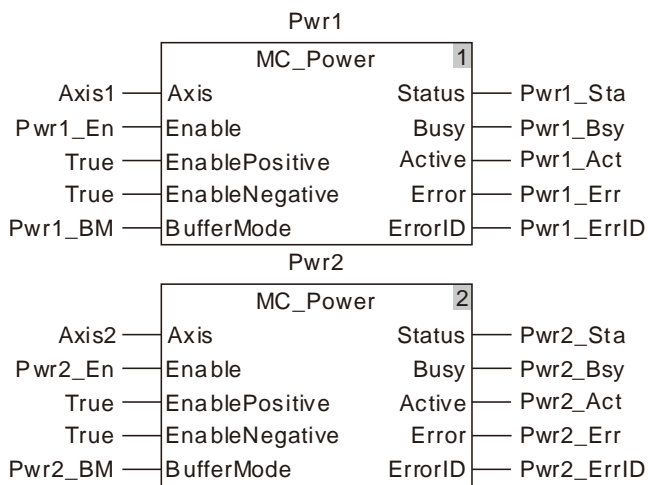 Pwr1
MC_Power 1
Axis1 Axis Status Pwr1_Sta
Pwr1_En Enable Busy Pwr1_Bsy
True EnablePositive Active Pwr1_Act
True EnableNegative Error Pwr1_Err
Pwr1_BM BufferMode ErrorID Pwr1_ErrID
Pwr2
MC_Power 2
Axis2 Axis Status Pwr2_Sta
Pwr2_En Enable Busy Pwr2_Bsy
True EnablePositive Active Pwr2_Act
True EnableNegative Error Pwr2_Err
Pwr2_BM BufferMode ErrorID Pwr2_ErrID